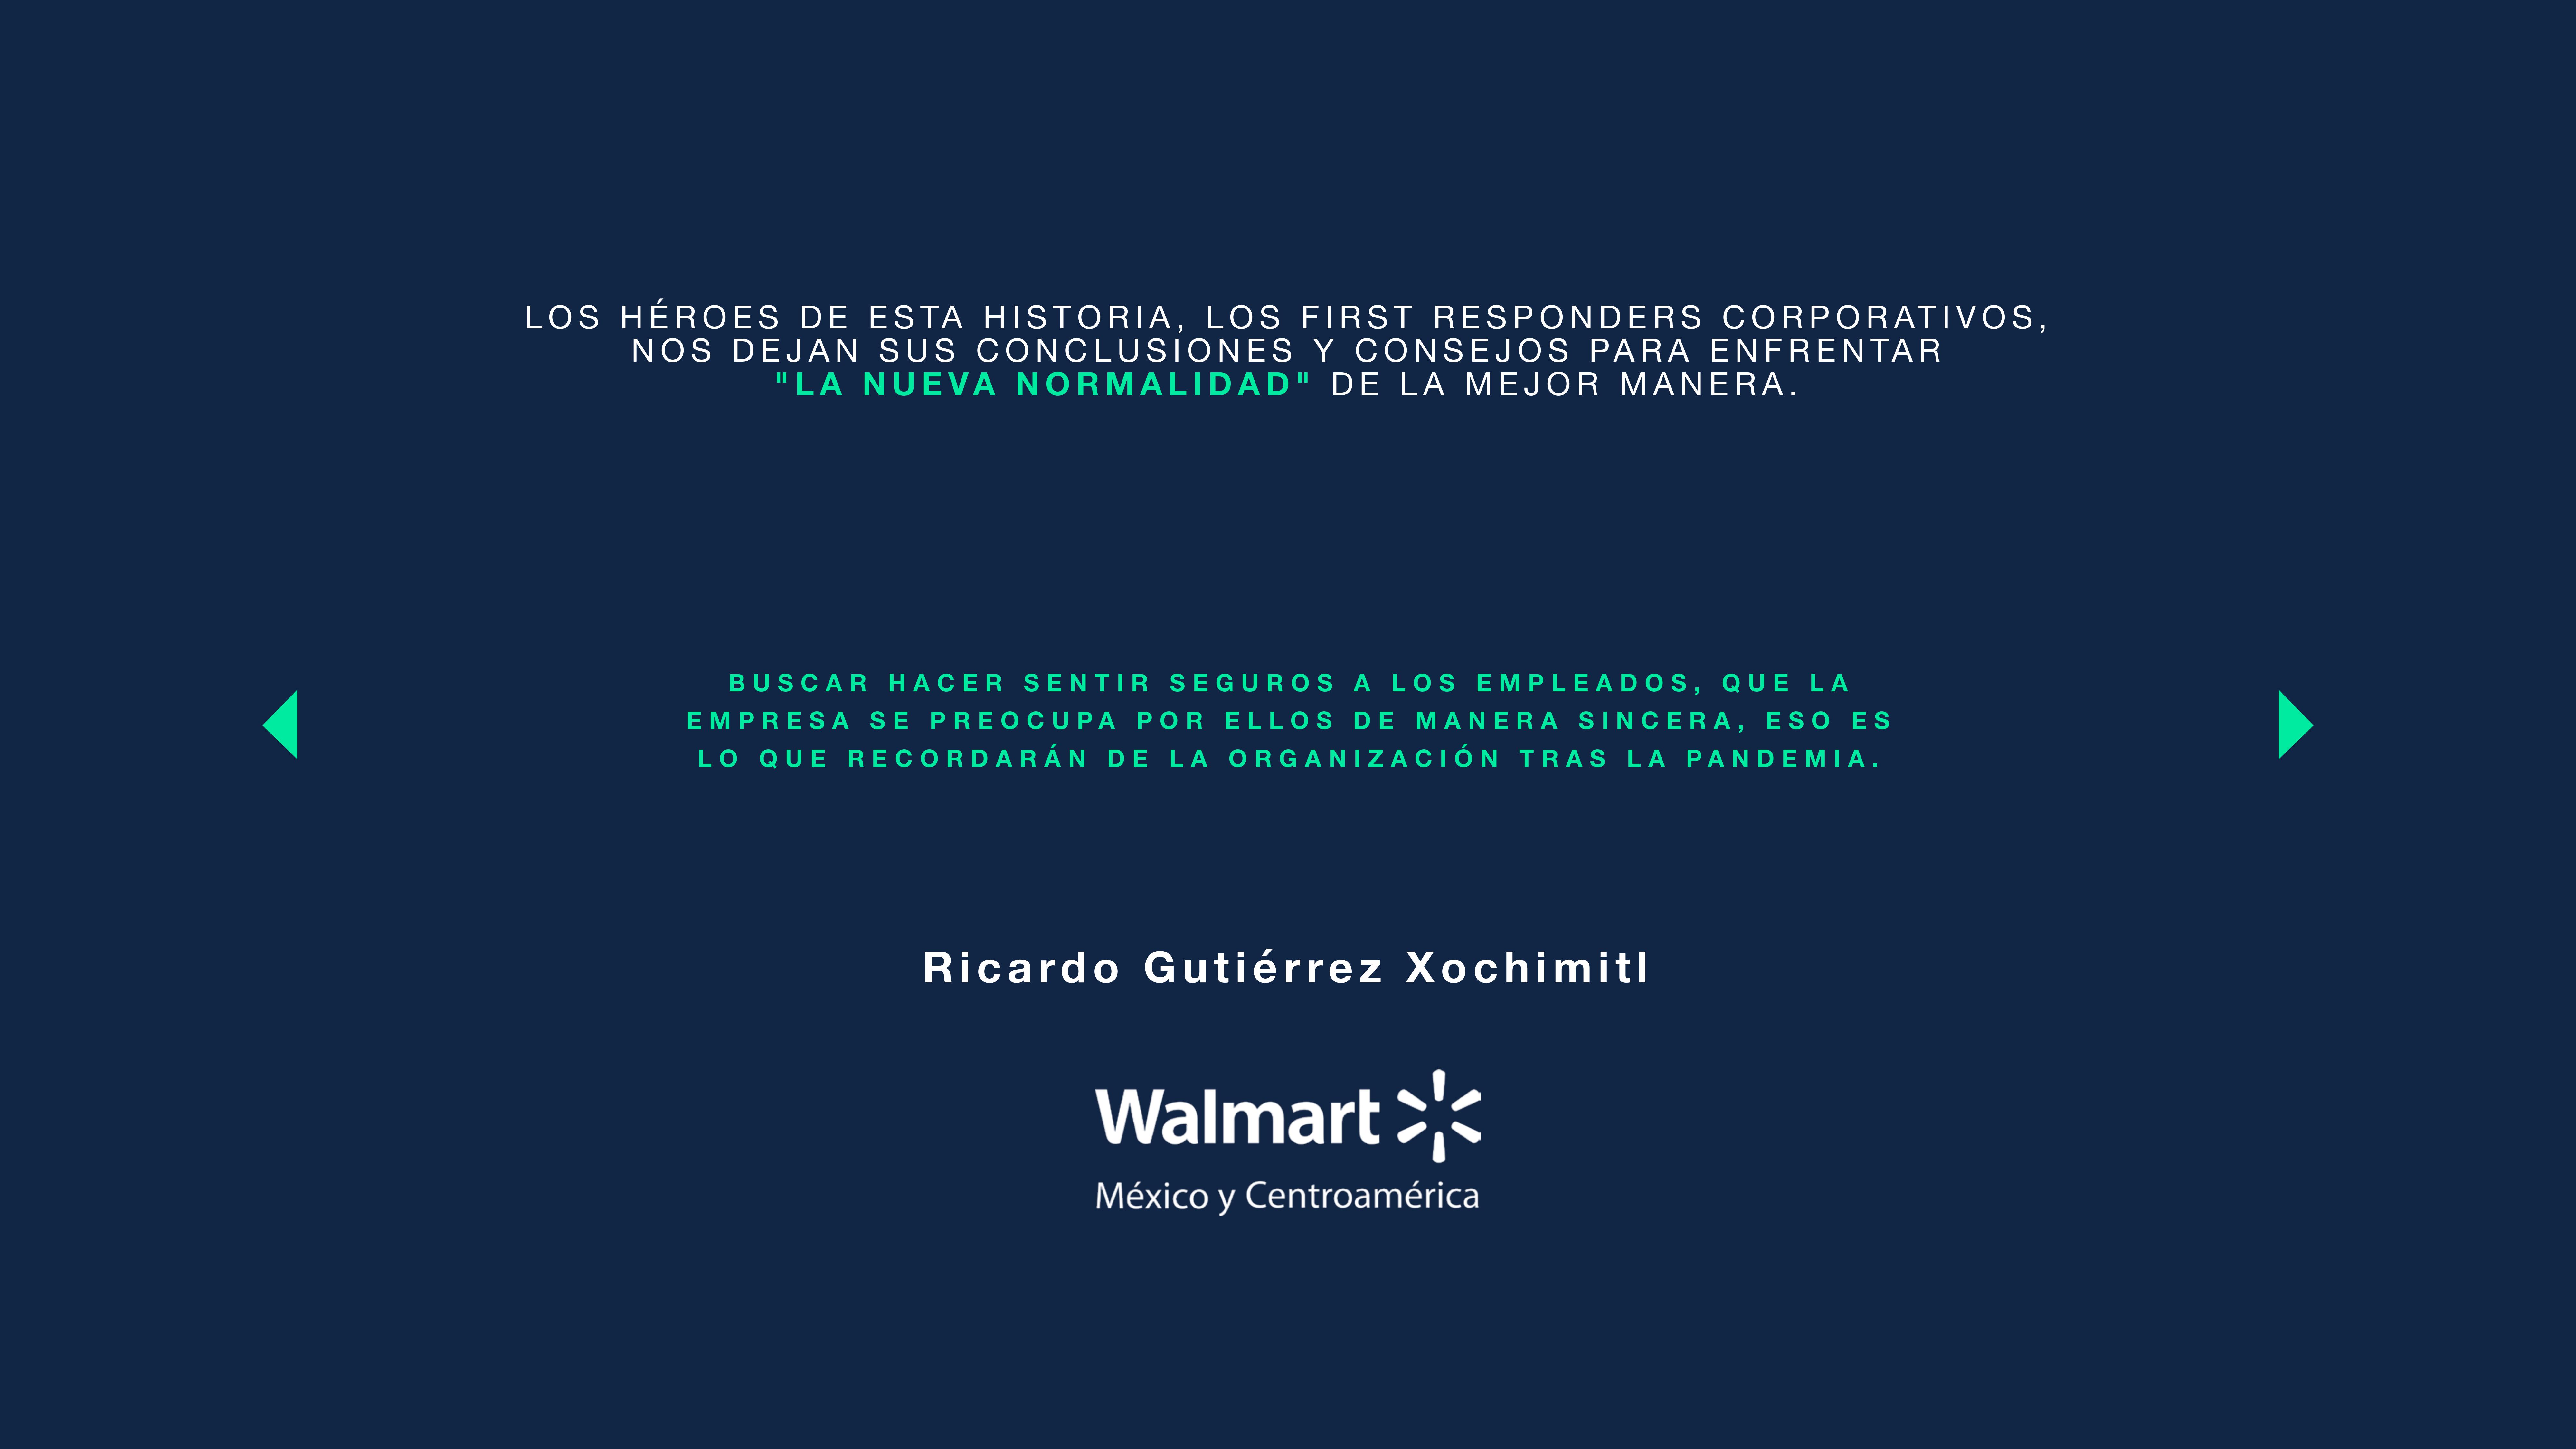 LOS HÉROES DE ESTA HISTORIA, LOS FIRST RESPONDERS CORPORATIVOS,
NOS DEJAN SUS CONCLUSIONES Y CONSEJOS PARA ENFRENTAR
"LA NUEVA NORMALIDAD" DE LA MEJOR MANERA.
BUSCAR HACER SENTIR SEGUROS A LOS EMPLEADOS, QUE LA
EMPRESA SE PREOCUPA POR ELLOS DE MANERA SINCERA, ESO ES
LO QUE RECORDARÁN DE LA ORGANIZACIÓN TRAS LA PANDEMIA.
Ricardo Gutiérrez Xochimitl
Walmart
México y Centroamérica